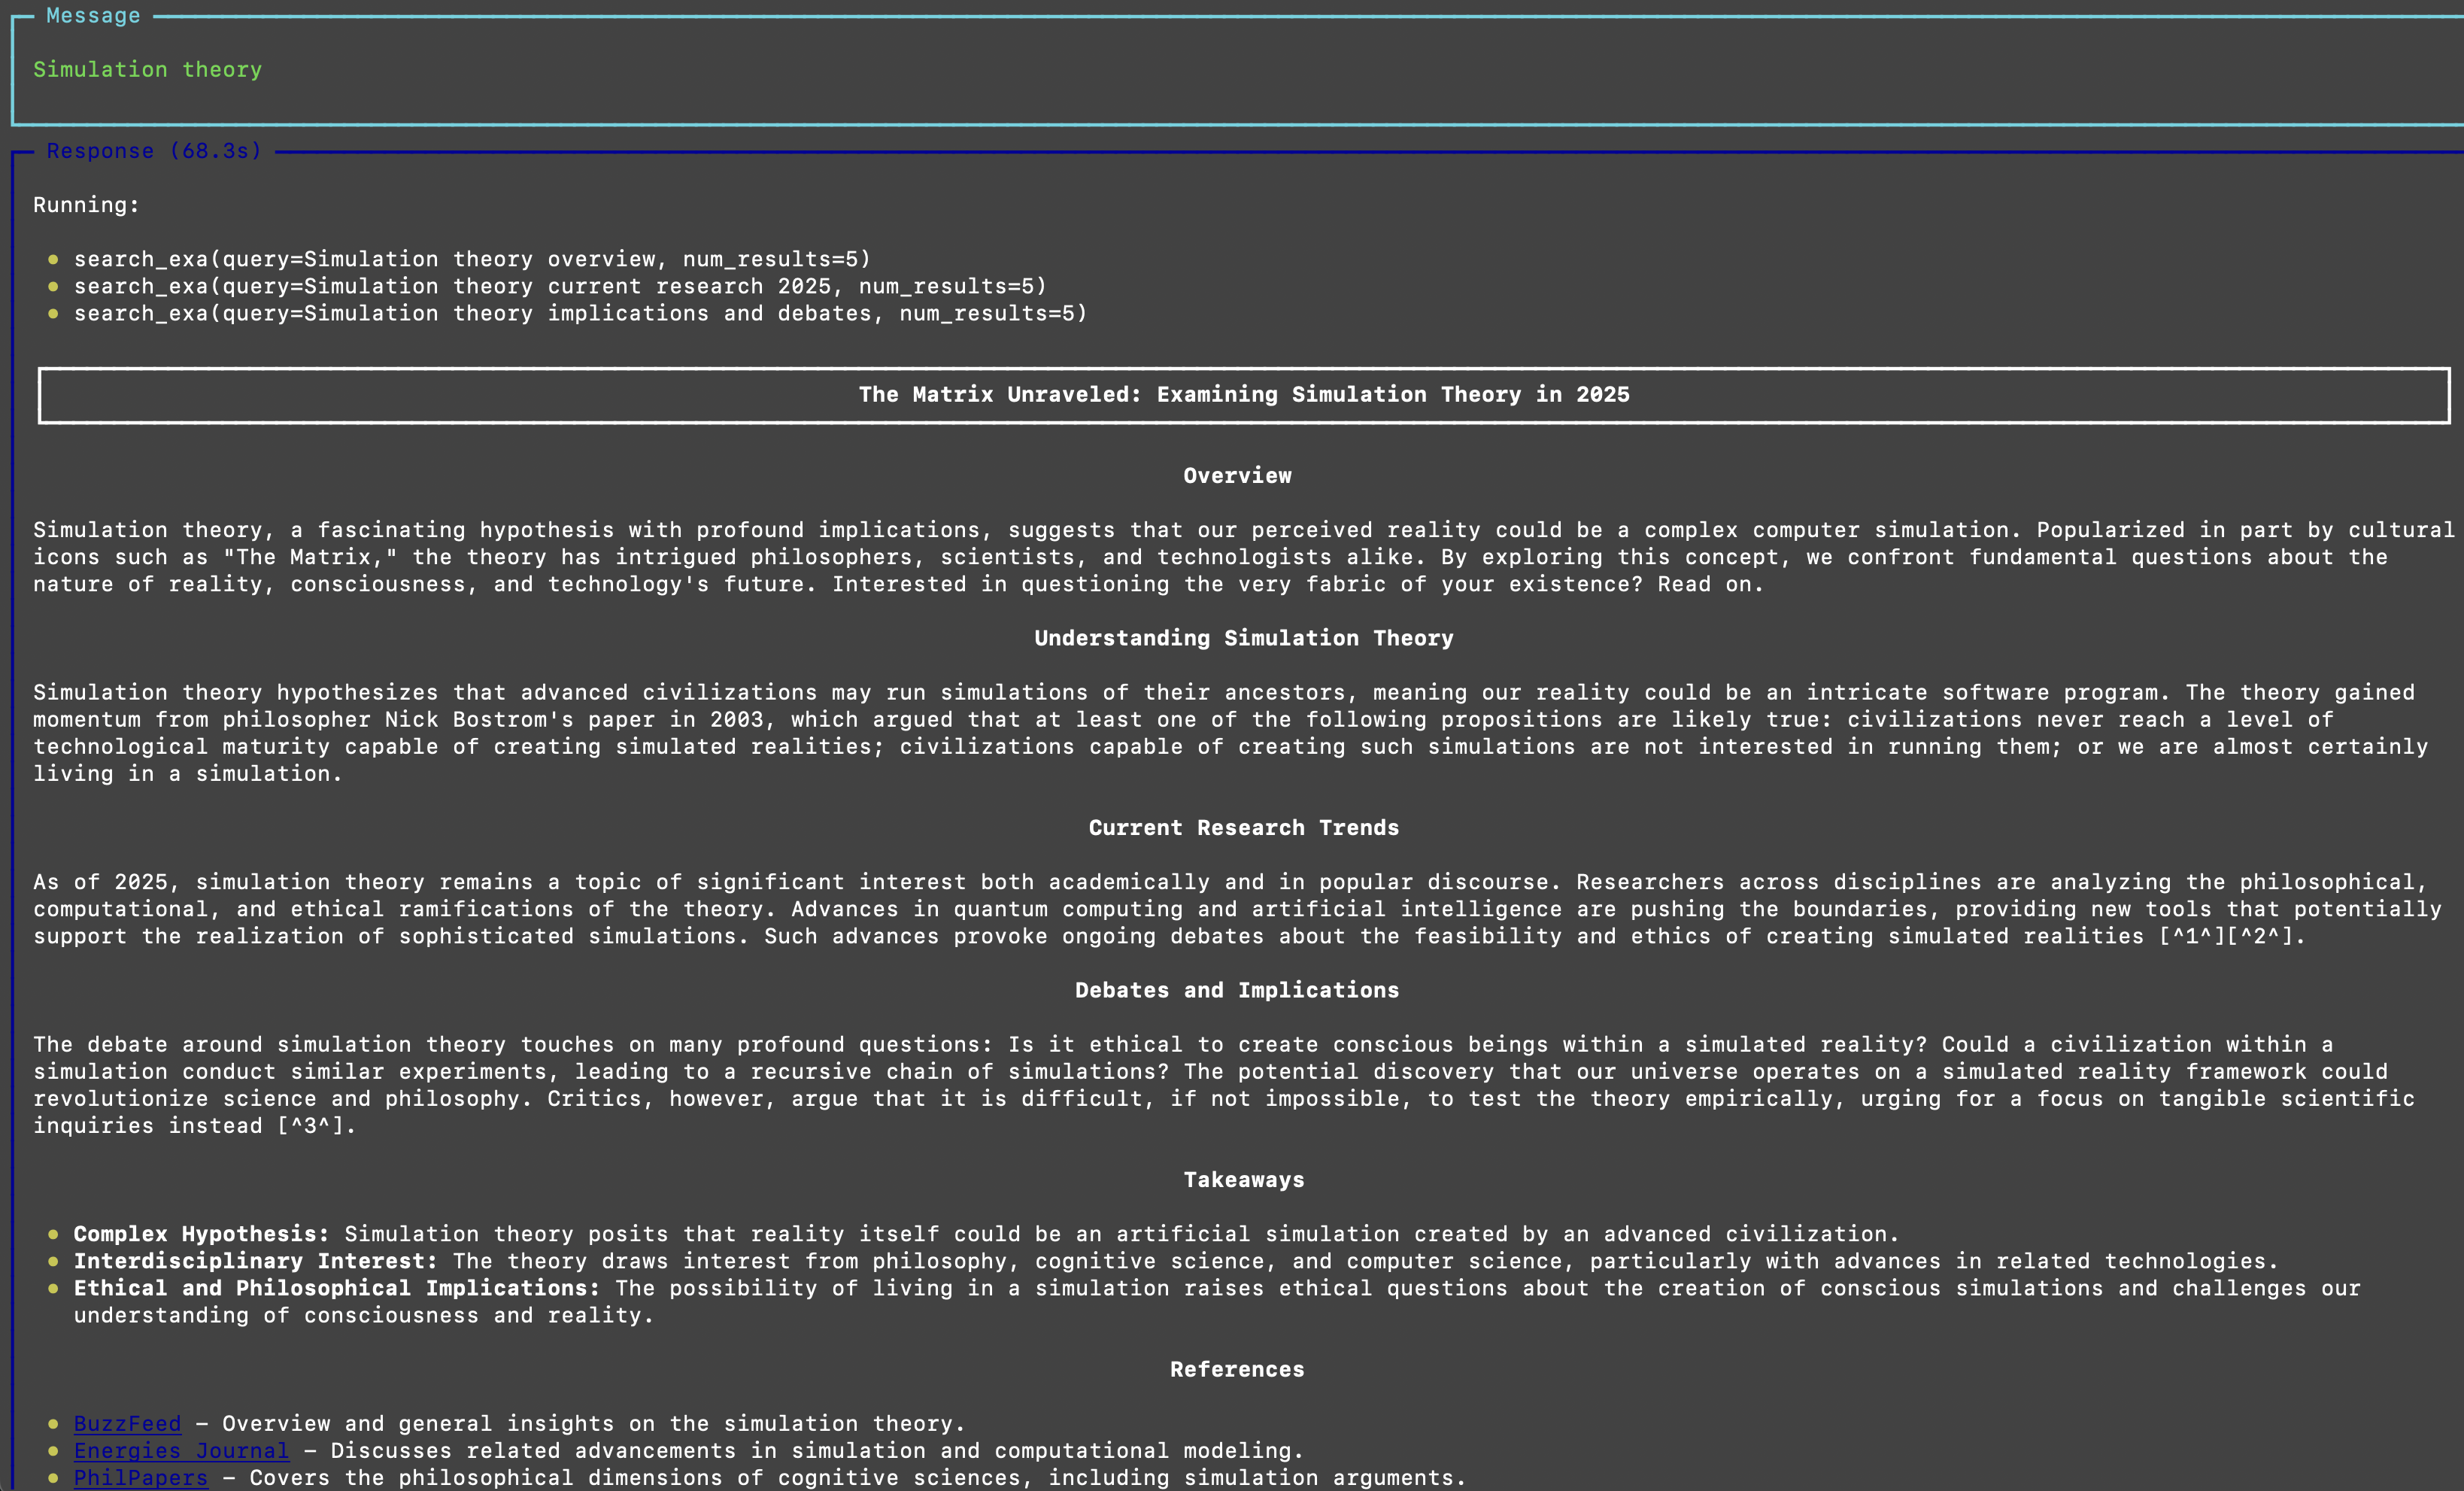 Message
Simulation theory
Response (68.3s)
Running:
• search_exa(query=Simulation theory overview, num_results=5)
• search_exa(query=Simulation theory current research 2025, num_results=5)
• search_exa(query=Simulation theory implications and debates, num_results=5)
The Matrix Unraveled: Examining Simulation Theory in 2025
Overview
Simulation theory, a fascinating hypothesis with profound implications, suggests that our perceived reality could be a complex computer simulation. Popularized in part by cultural
icons such as "The Matrix," the theory has intrigued philosophers, scientists, and technologists alike. By exploring this concept, we confront fundamental questions about the
nature of reality, consciousness, and technology's future. Interested in questioning the very fabric of your existence? Read on.
Understanding Simulation Theory
Simulation theory hypothesizes that advanced civilizations may run simulations of their ancestors, meaning our reality could be an intricate software program. The theory gained
momentum from philosopher Nick Bostrom's paper in 2003, which argued that at least one of the following propositions are likely true: civilizations never reach a level of
technological maturity capable of creating simulated realities; civilizations capable of creating such simulations are not interested in running them; or we are almost certainly
living in a simulation.
Current Research Trends
As of 2025, simulation theory remains a topic of significant interest both academically and in popular discourse. Researchers across disciplines are analyzing the philosophical,
computational, and ethical ramifications of the theory. Advances in quantum computing and artificial intelligence are pushing the boundaries, providing new tools that potentially
support the realization of sophisticated simulations. Such advances provoke ongoing debates about the feasibility and ethics of creating simulated realities [^1^][^2^].
Debates and Implications
The debate around simulation theory touches on many profound questions: Is it ethical to create conscious beings within a simulated reality? Could a civilization within a
simulation conduct similar experiments, leading to a recursive chain of simulations? The potential discovery that our universe operates on a simulated reality framework could
revolutionize science and philosophy. Critics, however, argue that it is difficult, if not impossible, to test the theory empirically, urging for a focus on tangible scientific
inquiries instead [^3^].
Takeaways
• Complex Hypothesis: Simulation theory posits that reality itself could be an artificial simulation created by an advanced civilization.
• Interdisciplinary Interest: The theory draws interest from philosophy, cognitive science, and computer science, particularly with advances in related technologies.
• Ethical and Philosophical Implications: The possibility of living in a simulation raises ethical questions about the creation of conscious simulations and challenges our
understanding of consciousness and reality.
References
• BuzzFeed – Overview and general insights on the simulation theory.
• Energies Journal – Discusses related advancements in simulation and computational modeling.
• PhilPapers – Covers the philosophical dimensions of cognitive sciences, including simulation arguments.